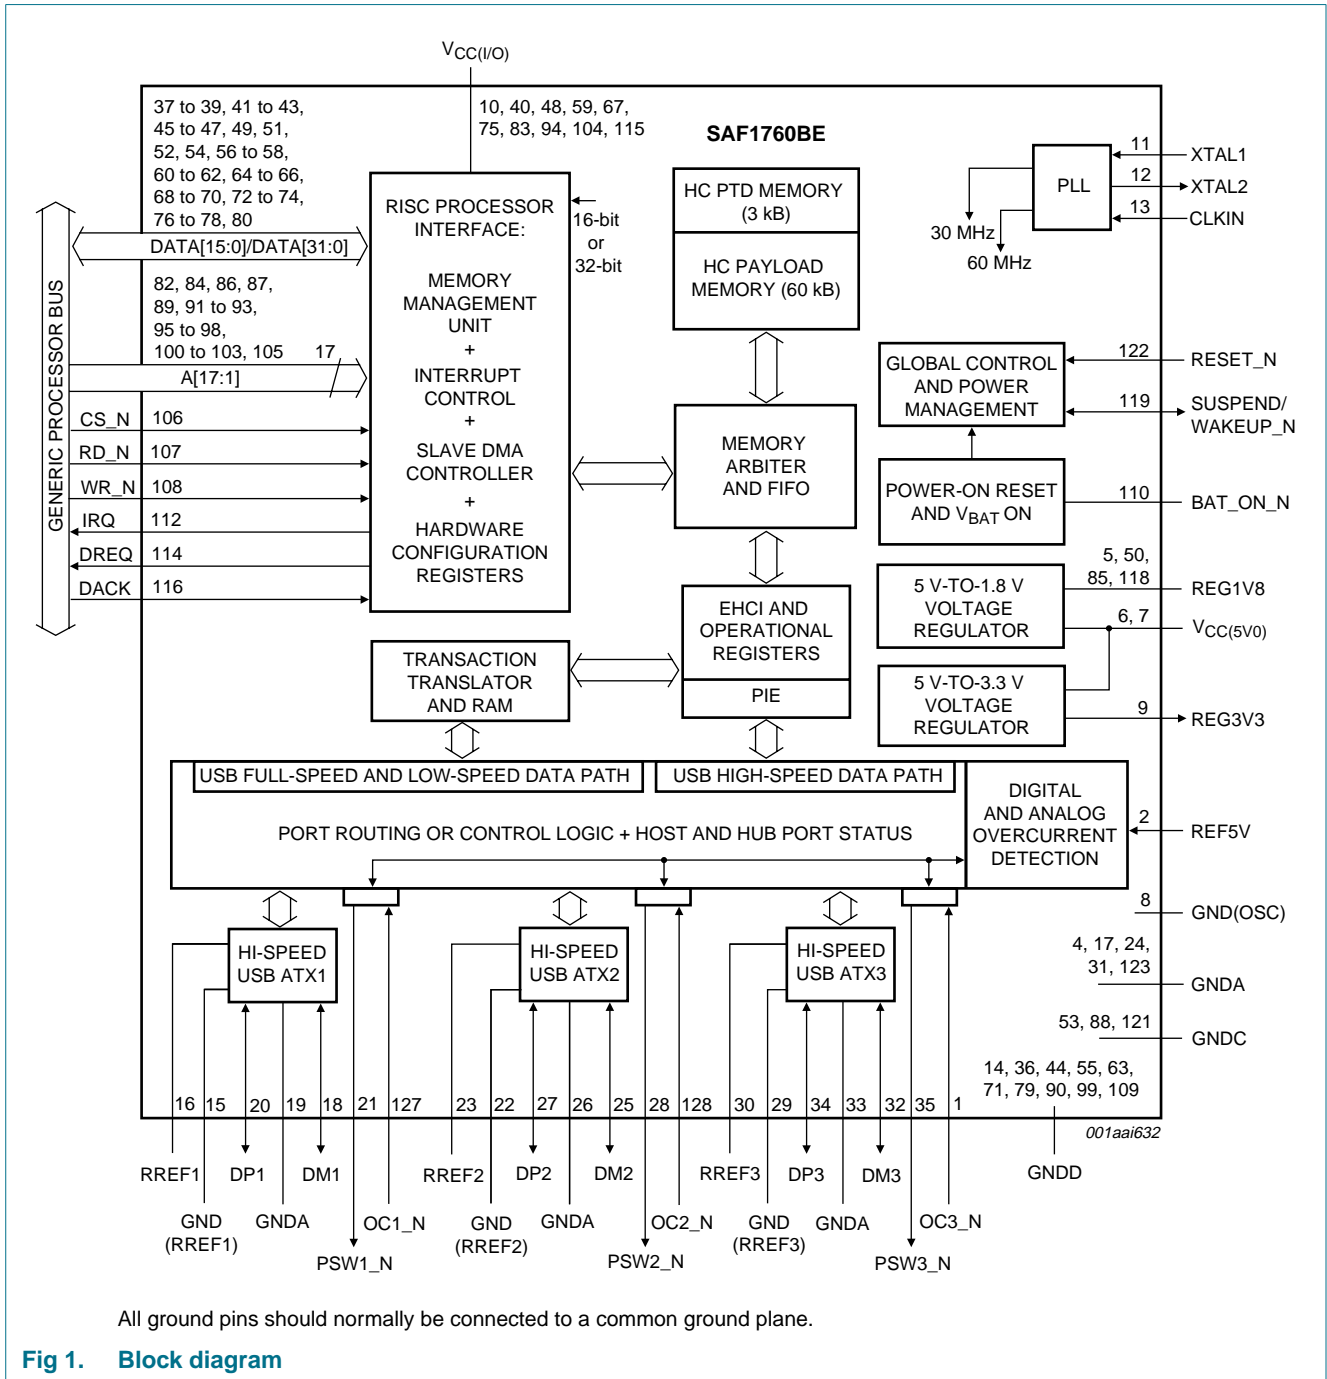 VCC(I/O)
37 to 39, 41 to 43,
45 to 47, 49, 51,
52, 54, 56 to 58,
60 to 62, 64 to 66,
68 to 70, 72 to 74,
76 to 78, 80
DATA[15:0]/DATA[31:0]
10, 40, 48, 59, 67,
75, 83, 94, 104, 115
SAF1760BE
GENERIC PROCESSOR BUS
82, 84, 86, 87,
89, 91 to 93,
95 to 98,
100 to 103, 105
17
A[17:1]
CS_N
106
RD_N
107
WR_N
108
IRQ
112
DREQ
114
DACK
116
RISC PROCESSOR
INTERFACE:
MEMORY
MANAGEMENT
UNIT
+
INTERRUPT
CONTROL
+
SLAVE DMA
CONTROLLER
+
HARDWARE
CONFIGURATION
REGISTERS
16-bit
or
32-bit
HC PTD MEMORY
(3 kB)
HC PAYLOAD
MEMORY (60 kB)
MEMORY
ARBITER
AND FIFO
EHCI AND
OPERATIONAL
REGISTERS
PIE
TRANSACTION
TRANSLATOR
AND RAM
PLL
30 MHz
60 MHz
11
XTAL1
12
XTAL2
13
CLKIN
GLOBAL CONTROL
AND POWER
MANAGEMENT
122
RESET_N
119
SUSPEND/
WAKEUP_N
POWER-ON RESET
AND VBAT ON
110
BAT_ON_N
5 V-TO-1.8 V
VOLTAGE
REGULATOR
5, 50,
85, 118
REG1V8
6, 7
VCC(5V0)
5 V-TO-3.3 V
VOLTAGE
REGULATOR
9
REG3V3
USB FULL-SPEED AND LOW-SPEED DATA PATH
USB HIGH-SPEED DATA PATH
PORT ROUTING OR CONTROL LOGIC + HOST AND HUB PORT STATUS
DIGITAL
AND ANALOG
OVERCURRENT
DETECTION
2
REF5V
8
GND(OSC)
4, 17, 24,
31, 123
GNDA
53, 88, 121
GNDC
14, 36, 44, 55, 63,
71, 79, 90, 99, 109
GNDD
HI-SPEED
USB ATX1
HI-SPEED
USB ATX2
HI-SPEED
USB ATX3
16 15 20 19 18 21 127 23 22 27 26 25 28 128 30 29 34 33 32 35 1
001aai632
RREF1 DP1 DM1 RREF2 DP2 DM2 RREF3 DP3 DM3
GND
(RREF1)
GNDA
OC1_N
PSW1_N
GND
(RREF2)
GNDA
OC2_N
PSW2_N
GND
(RREF3)
GNDA
OC3_N
PSW3_N
All ground pins should normally be connected to a common ground plane.
Fig 1. Block diagram